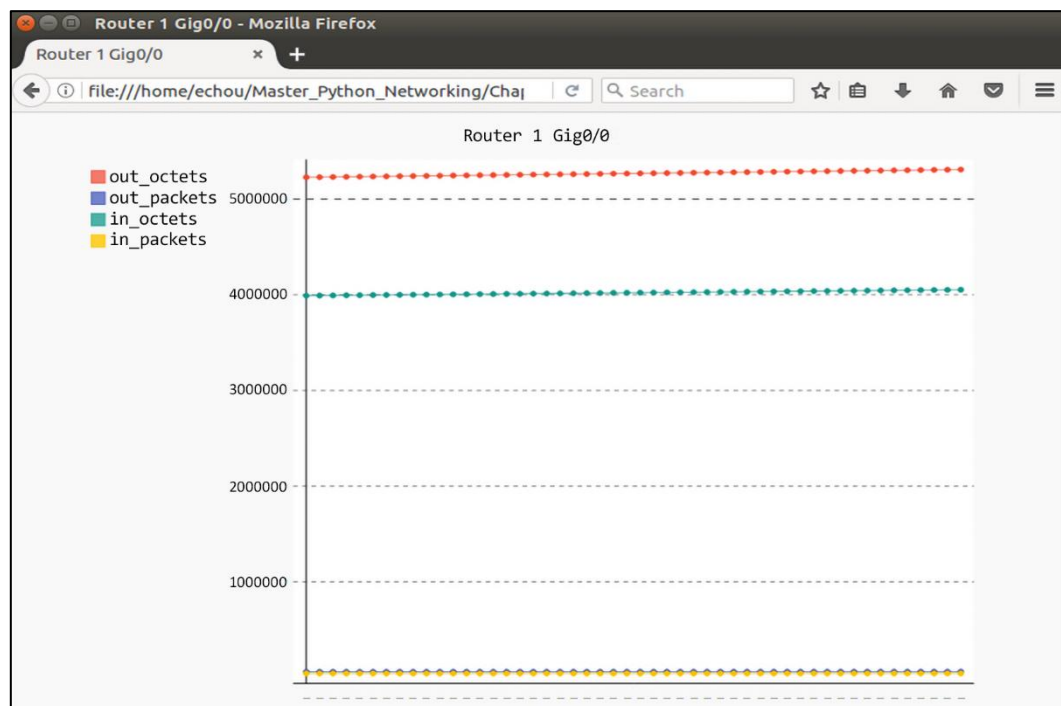 Router 1 Gig0/0 - Mozilla Firefox
Router 1 Gig0/0
file:///home/echou/Master_Python_Networking/Chap
Search
Router 1 Gig0/0
out_octets
out_packets
in_octets
in_packets
5000000
4000000
3000000
2000000
1000000